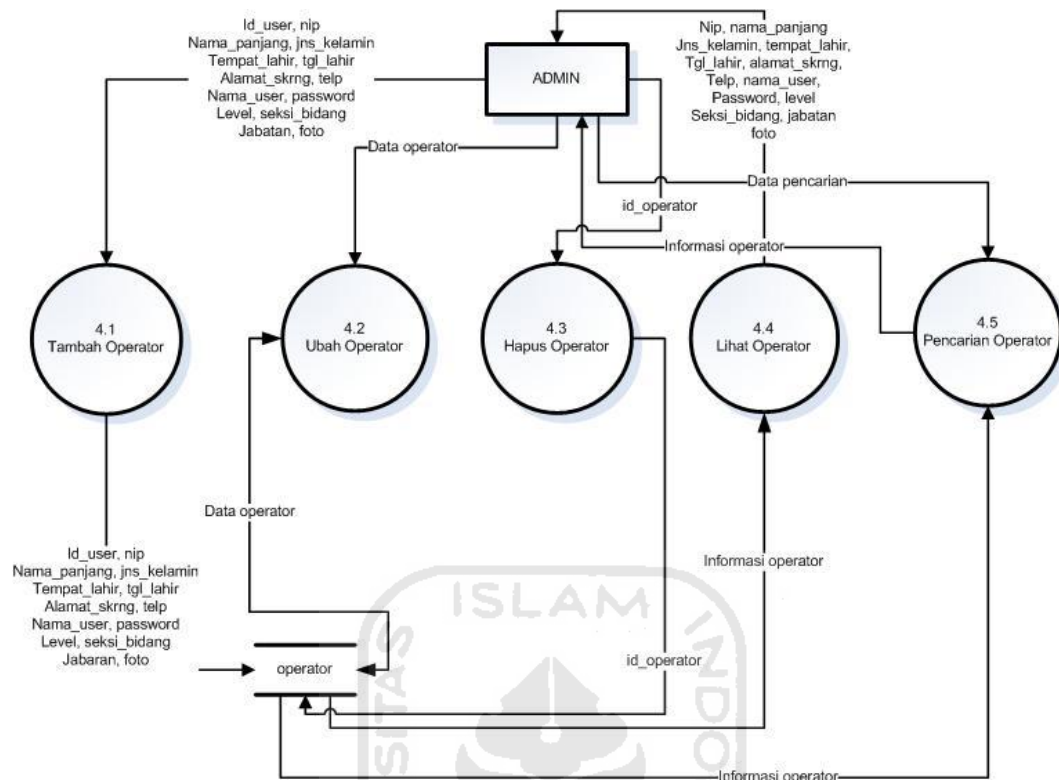 Id_user, nip
Nama_panjang, jns_kelamin
Tempat_lahir, tgl_lahir
Alamat_skrng, telp
Nama_user, password
Level, seksi_bidang
Jabatan, foto
ADMIN
Nip, nama_panjang
Jns_kelamin, tempat_lahir,
Tgl_lahir, alamat_skrng,
Telp, nama_user,
Password, level
Seksi_bidang, jabatan
foto
Data operator
Data pencarian
id_operator
Informasi operator
4.1
Tambah Operator
4.2
Ubah Operator
4.3
Hapus Operator
4.4
Lihat Operator
4.5
Pencarian Operator
Data operator
Id_user, nip
Nama_panjang, jns_kelamin
Tempat_lahir, tgl_lahir
Alamat_skrng, telp
Nama_user, password
Level, seksi_bidang
Jabaran, foto
Informasi operator
operator
id_operator
Informasi operator
ISLAM
SITAS
INDO